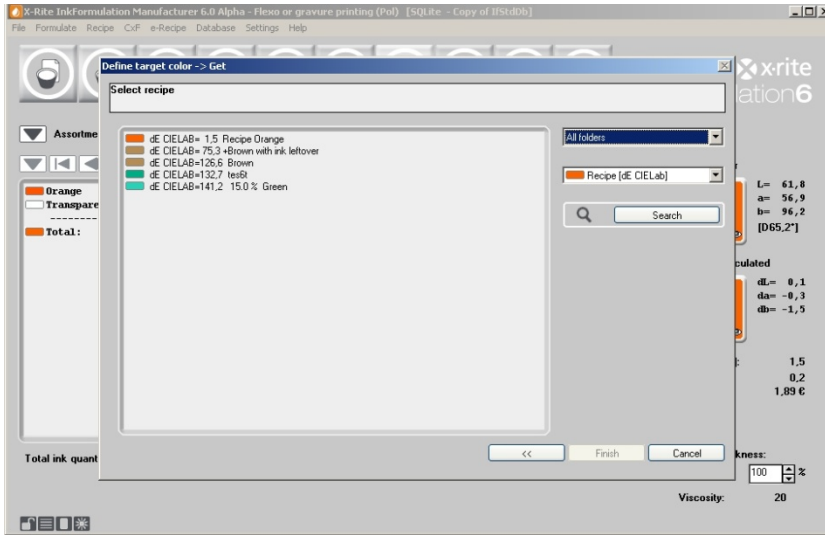 X-Rite InkFormulation Manufacturer 6.0 Alpha - Flexo or gravure printing (Pol) [SQLite - Copy of IfStdDb]
File Formulate Recipe CxF e-Recipe Database Settings Help
Define target color -> Get
Select recipe
x·rite
ation6
Assortme
dE CIELAB= 1,5 Recipe Orange
dE CIELAB= 75,3 +Brown with ink leftover
dE CIELAB=126,6 Brown
dE CIELAB=132,7 tes6t
dE CIELAB=141,2 15.0 % Green
All folders
Recipe [dE CIELab]
Search
Orange
Transpare
--------
Total:
L= 61,8
a= 56,9
b= 96,2
[D65,2°]
culated
dL= 0,1
da= -0,3
db= -1,5
1,5
0,2
1,89 €
<< Finish Cancel
Total ink quant
kness:
100 %
Viscosity: 20